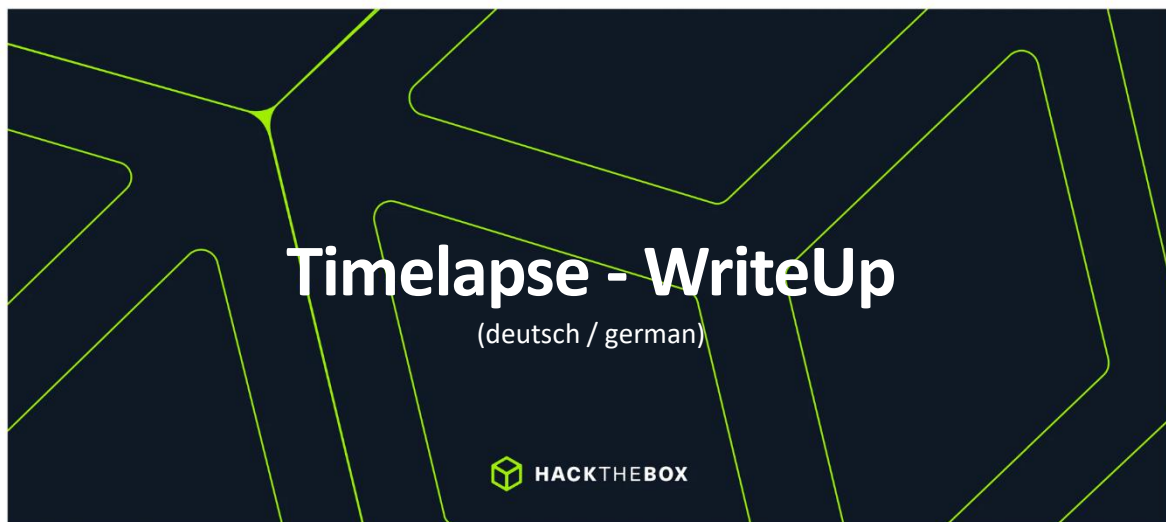 Timelapse - WriteUp
(deutsch / german)
HACKTHEBOX